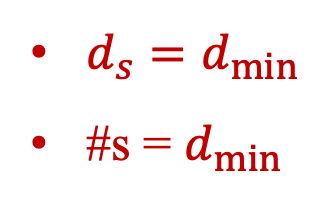 • d_s = d_min
• #s = d_min